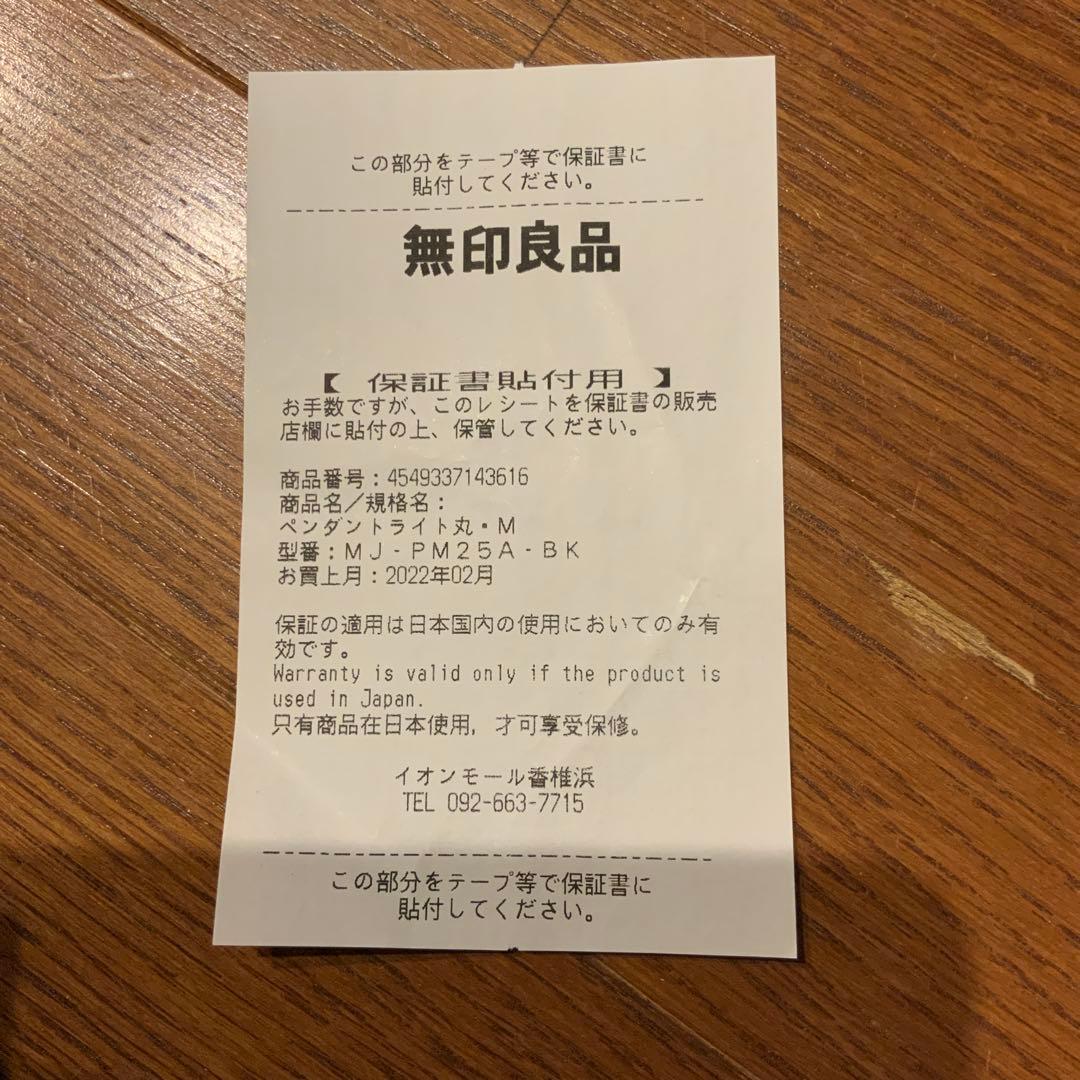 この部分をテープ等で保証書に
貼付してください。
無印良品
【 保証書貼付用 】
お手数ですが、このレシートを保証書の販売
店欄に貼付の上、保管してください。
商品番号：4549337143616
商品名／規格名：
ペンダントライト丸・Ｍ
型番：ＭＪ－ＰＭ２５Ａ－ＢＫ
お買上月：2022年02月
保証の適用は日本国内の使用においてのみ有
効です。
Warranty is valid only if the product is
used in Japan.
只有商品在日本使用，才可享受保修。
イオンモール香椎浜
TEL 092-663-7715
この部分をテープ等で保証書に
貼付してください。